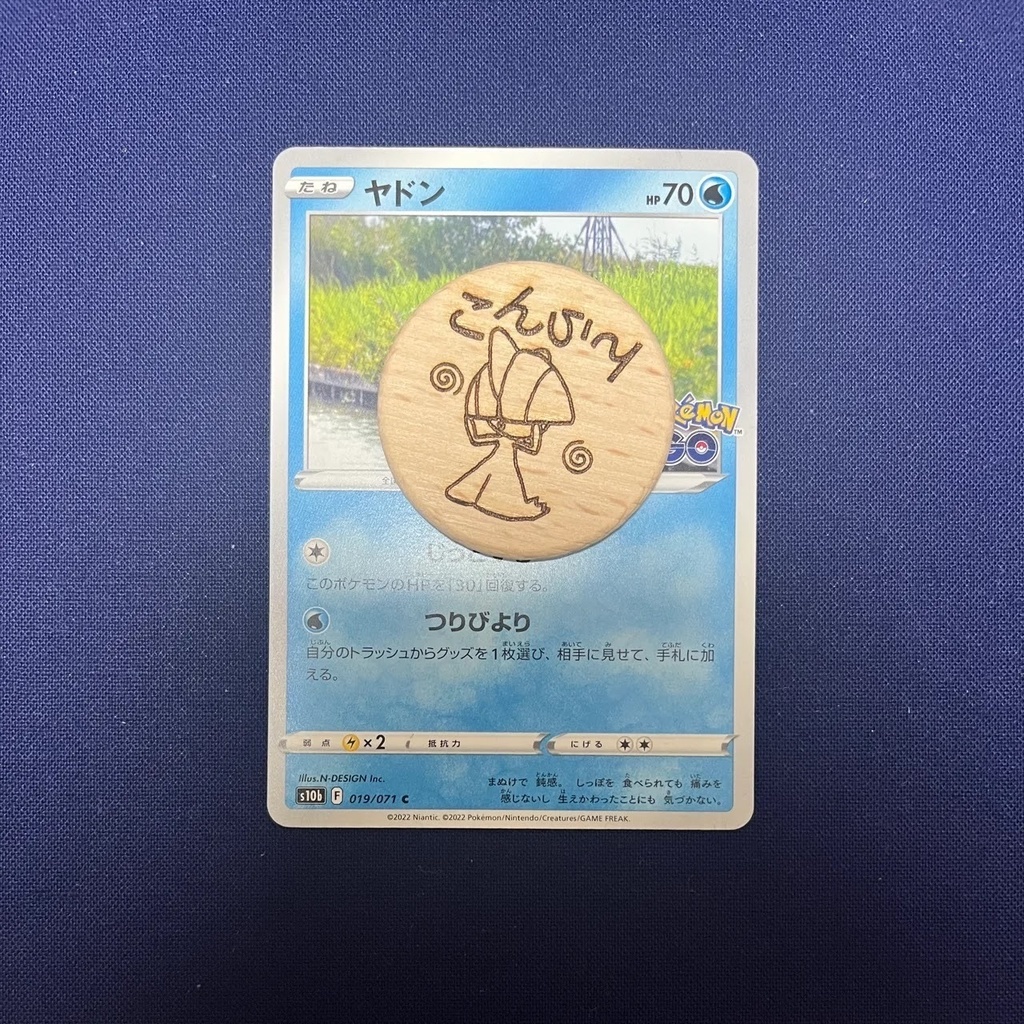 たね ヤドン HP70
こんらん
Pokémon
GO
このポケモンのHPを「30」回復する。
つりびより
自分のトラッシュからグッズを1枚選び、相手に見せて、手札に加
える。
弱点 ×2 抵抗力 にげる
Illus.N-DESIGN Inc.
まぬけで 鈍感。 しっぽを 食べられても 痛みを
感じないし 生えかわったことにも 気づかない。
s10b F 019/071 C
©2022 Niantic. ©2022 Pokémon/Nintendo/Creatures/GAME FREAK.